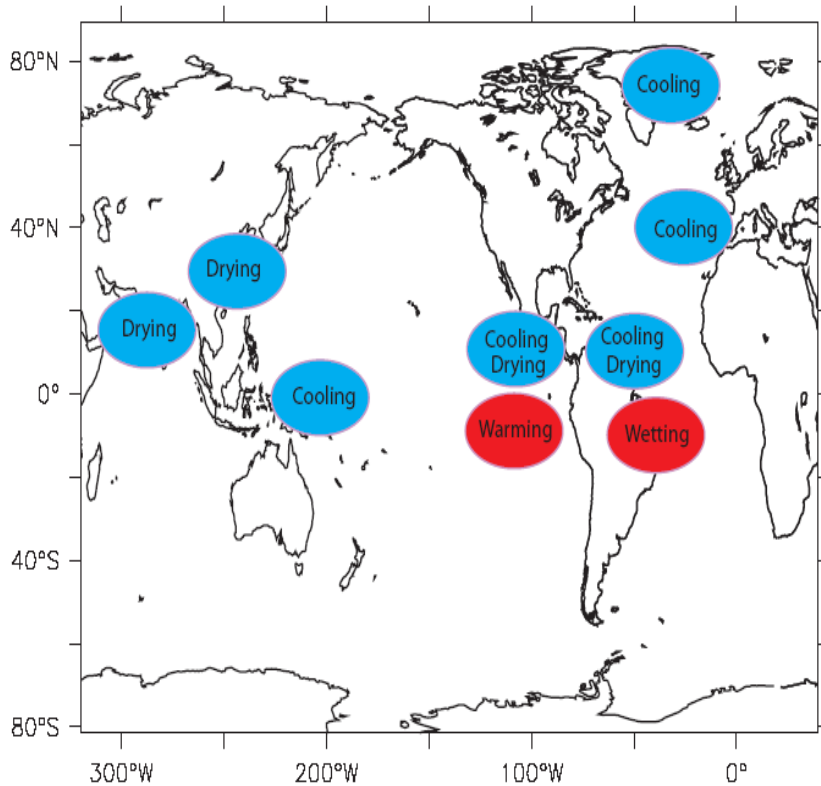 80°N
Cooling
40°N
Cooling
Drying
Drying
Cooling
Drying
Cooling
Drying
0°
Cooling
Warming
Wetting
40°S
80°S
300°W
200°W
100°W
0°